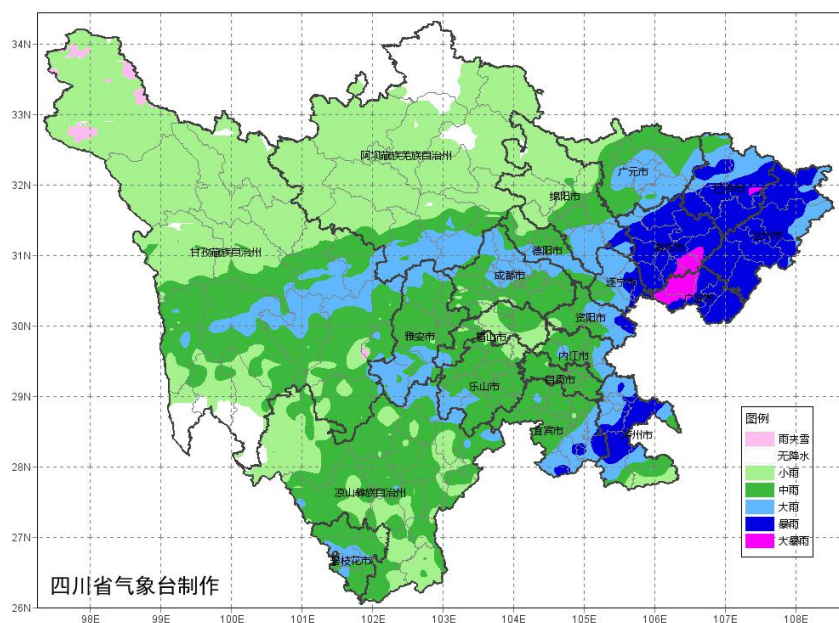 34N
33N
32N
31N
30N
29N
28N
27N
26N
98E
99E
100E
101E
102E
103E
104E
105E
106E
107E
108E
阿坝藏族羌族自治州
甘孜藏族自治州
广元市
绵阳市
德阳市
成都市
遂宁市
资阳市
雅安市
眉山市
内江市
乐山市
自贡市
宜宾市
泸州市
凉山彝族自治州
攀枝花市
图例
雨夹雪
无降水
小雨
中雨
大雨
暴雨
大暴雨
四川省气象台制作